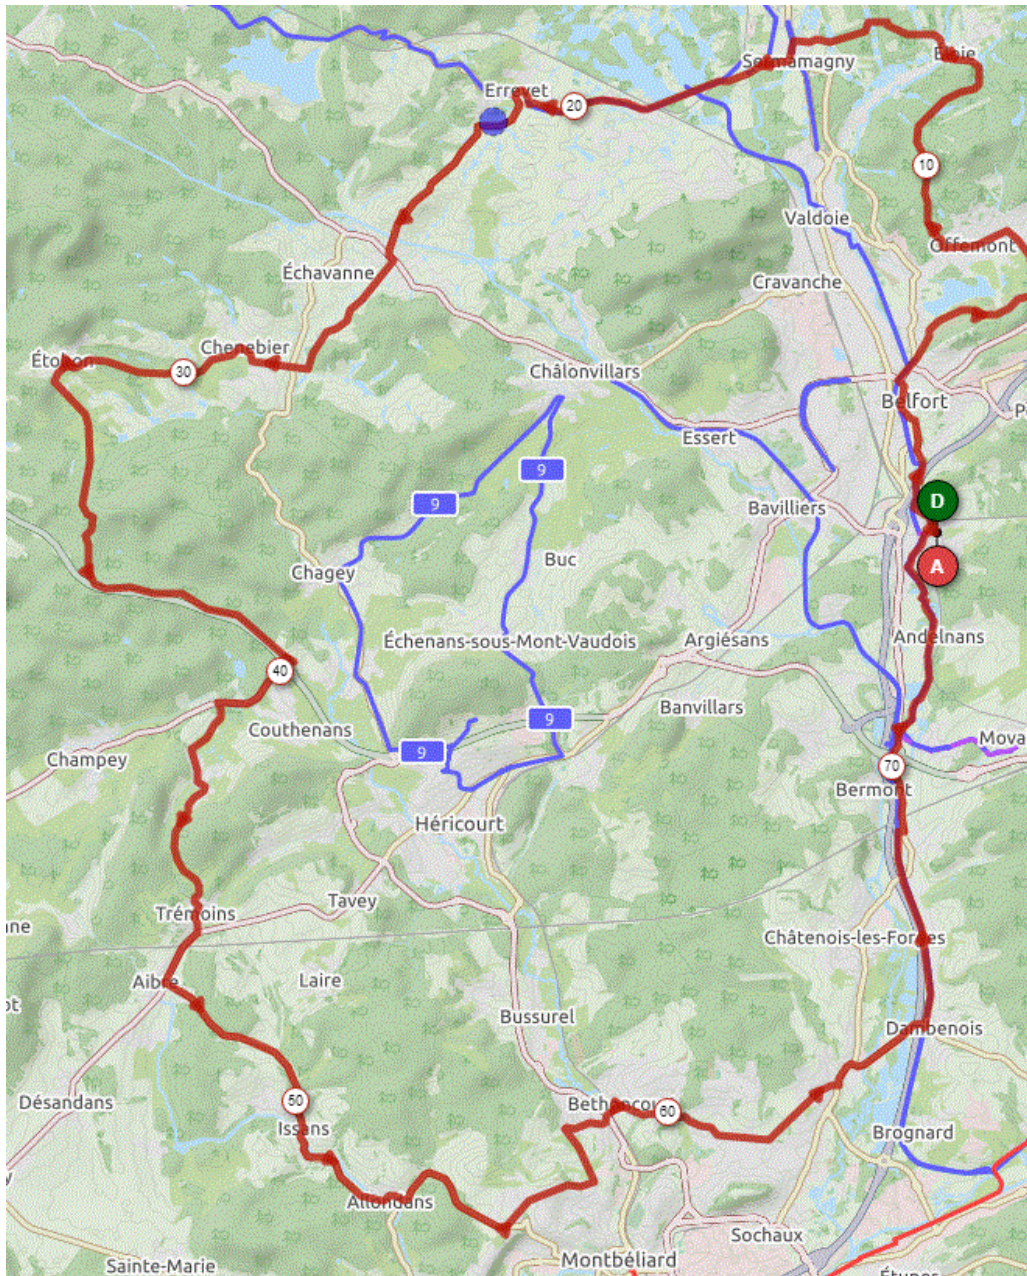 Errevet
20
Sermamagny
Eloie
10
Valdoie
Offemont
Échavanne
Cravanche
Étobon
30
Chenebier
Châlonvillars
Belfort
Essert
9
9
D
Bavilliers
Buc
Chagey
A
Échenans-sous-Mont-Vaudois
Argiésans
Andelnans
40
Couthenans
Banvillars
9
9
Mova
Champey
70
Bermont
Héricourt
Tavey
Trémoins
Châtenois-les-Forges
Aibre
Laire
Bussurel
Dambenois
Désandans
50
Issans
Bethoncourt
60
Brognard
Allondans
Sochaux
Montbéliard
Sainte-Marie
Étupes